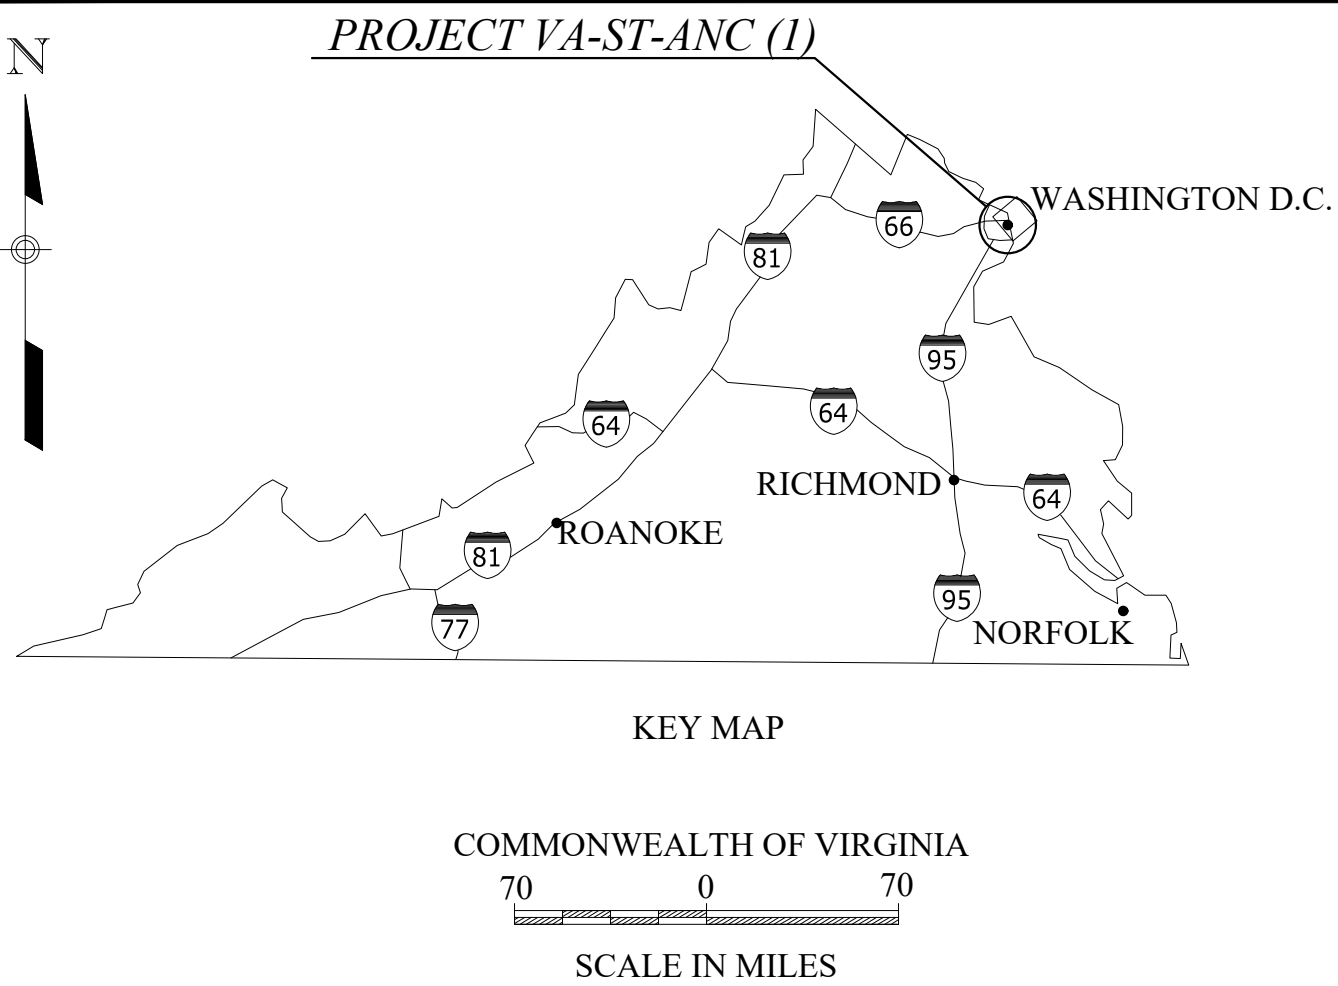 PROJECT VA-ST-ANC (1)
N
WASHINGTON D.C.
66
81
95
64
64
RICHMOND
64
ROANOKE
81
95
77
NORFOLK
KEY MAP
COMMONWEALTH OF VIRGINIA
70 0 70
SCALE IN MILES